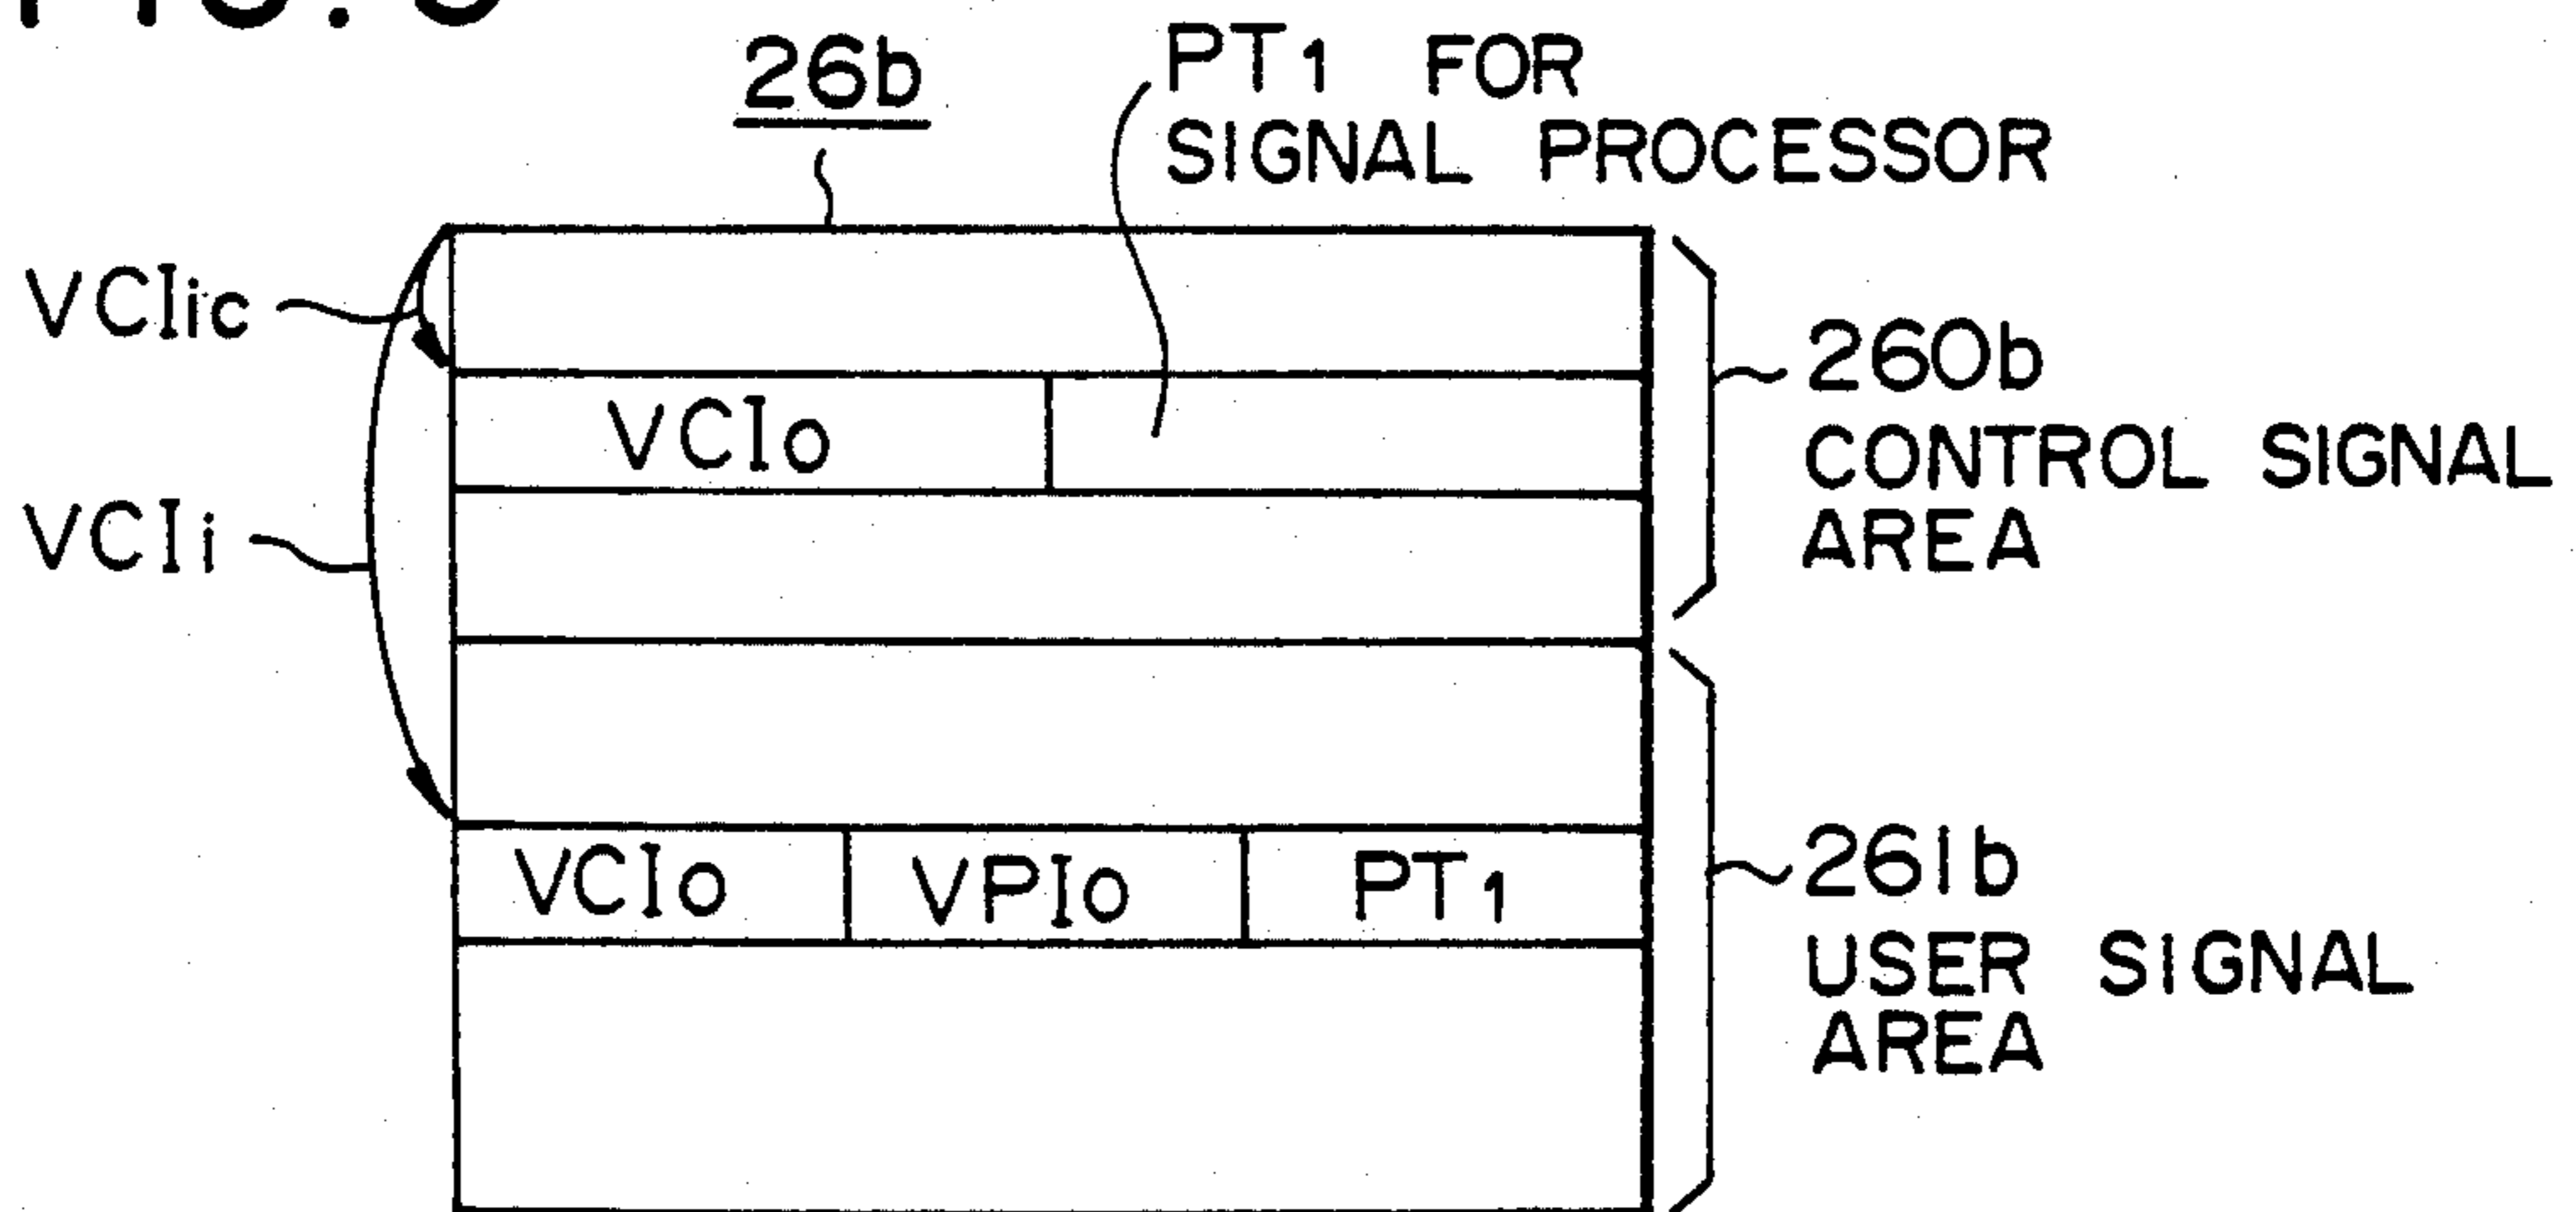 26b
PT1 FOR
SIGNAL PROCESSOR
VCIic
VCIo
260b
CONTROL SIGNAL
AREA
VCIi
VCIo VPIo PT1
261b
USER SIGNAL
AREA